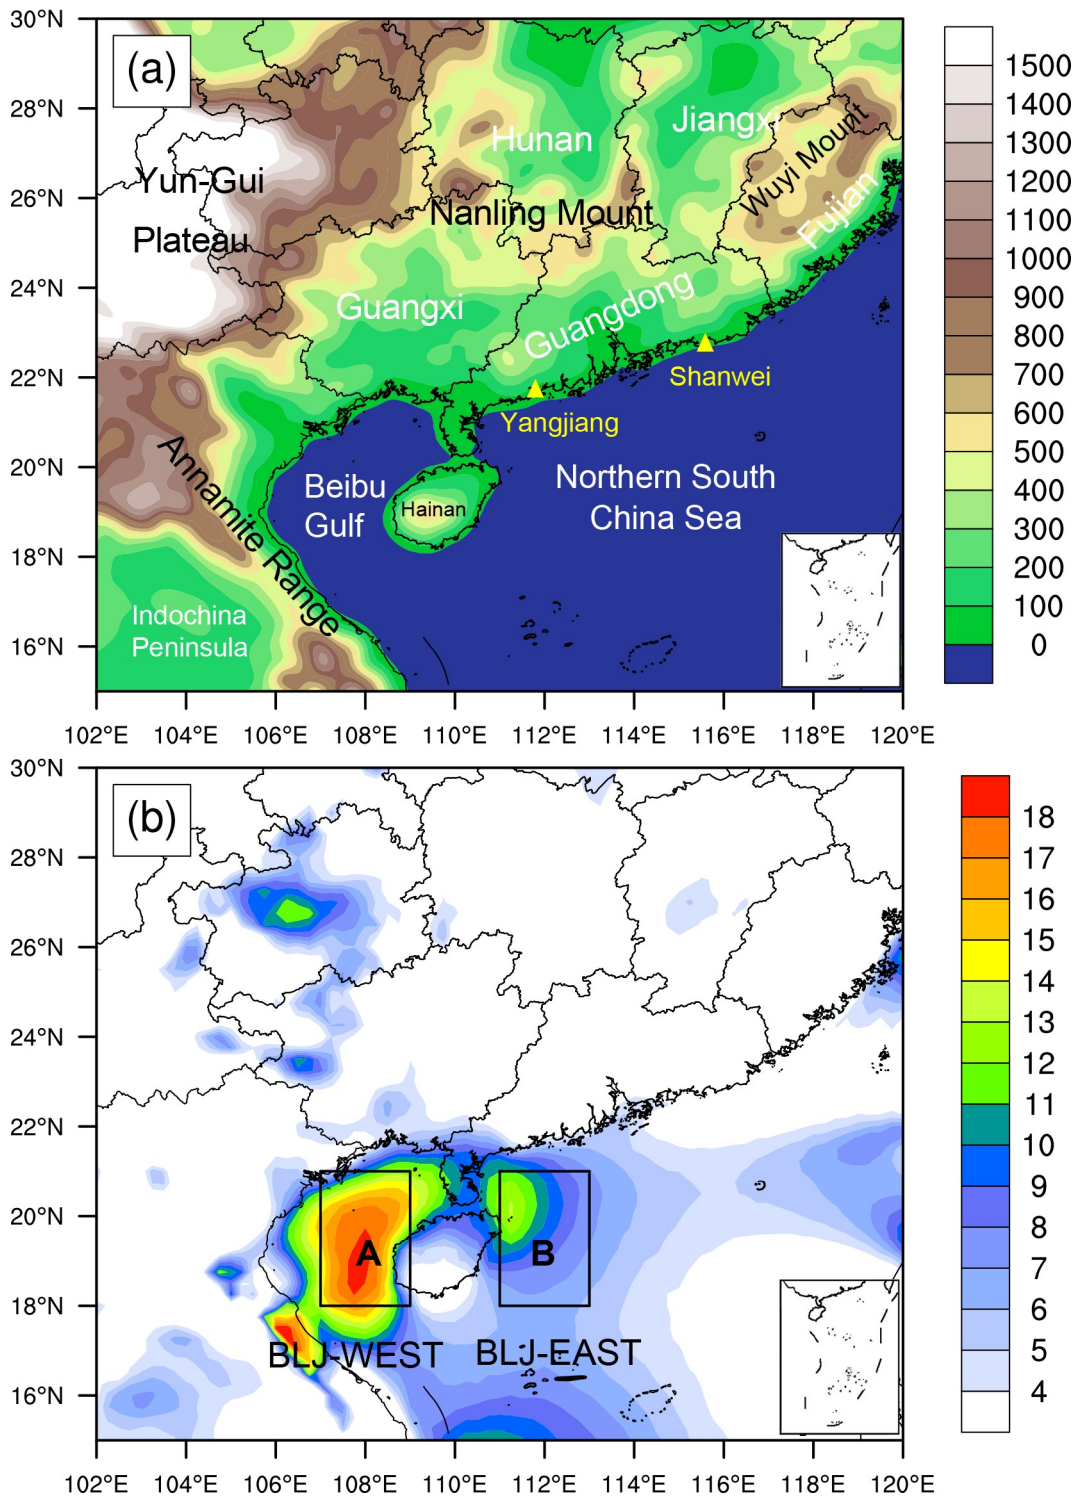 (a)
30°N
28°N
26°N
24°N
22°N
20°N
18°N
16°N
Hunan
Jiangxi
Wuyi Mount
Yun-Gui
Plateau
Nanling Mount
Fujian
Guangxi
Guangdong
Shanwei
Yangjiang
Annamite Range
Beibu
Gulf
Hainan
Northern South
China Sea
Indochina
Peninsula
102°E 104°E 106°E 108°E 110°E 112°E 114°E 116°E 118°E 120°E
1500
1400
1300
1200
1100
1000
900
800
700
600
500
400
300
200
100
0
(b)
30°N
28°N
26°N
24°N
22°N
20°N
18°N
16°N
A
B
BLJ-WEST
BLJ-EAST
102°E 104°E 106°E 108°E 110°E 112°E 114°E 116°E 118°E 120°E
18
17
16
15
14
13
12
11
10
9
8
7
6
5
4